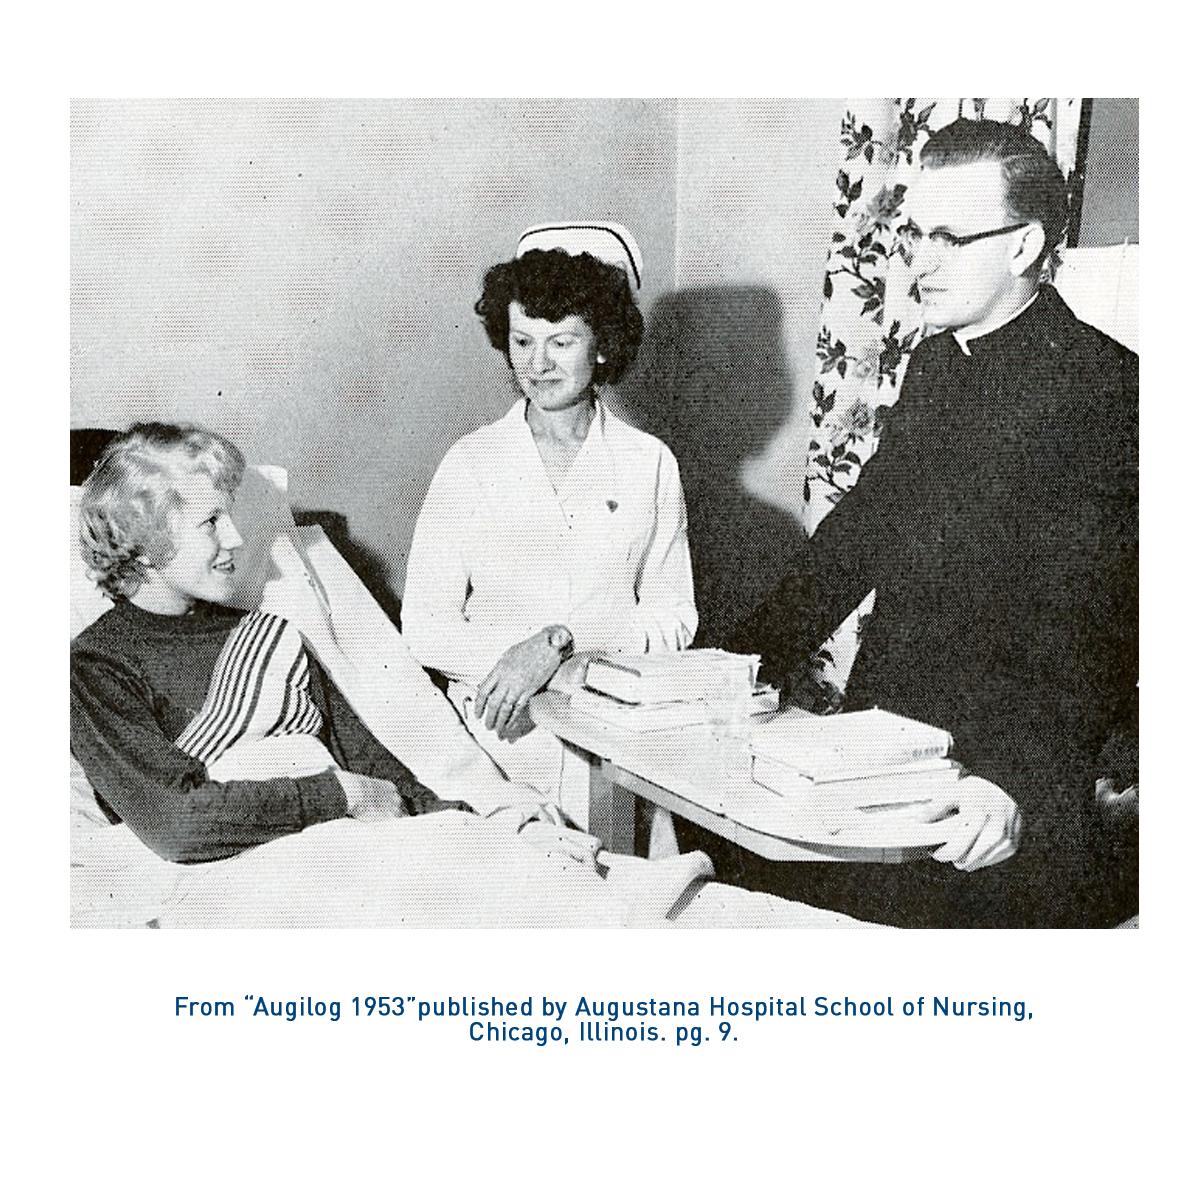 From “Augilog 1953”published by Augustana Hospital School of Nursing,
Chicago, Illinois. pg. 9.